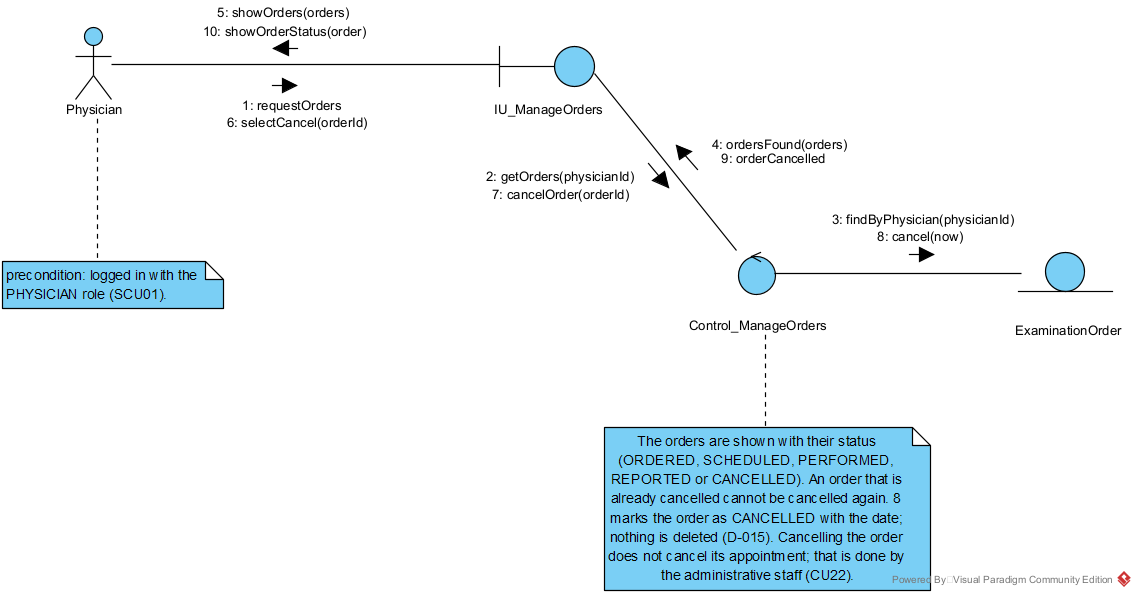 5: showOrders(orders)
10: showOrderStatus(order)
Physician
1: requestOrders
6: selectCancel(orderId)
IU_ManageOrders
4: ordersFound(orders)
9: orderCancelled
2: getOrders(physicianId)
7: cancelOrder(orderId)
3: findByPhysician(physicianId)
8: cancel(now)
precondition: logged in with the
PHYSICIAN role (SCU01).
Control_ManageOrders
ExaminationOrder
The orders are shown with their status
(ORDERED, SCHEDULED, PERFORMED,
REPORTED or CANCELLED). An order that is
already cancelled cannot be cancelled again. 8
marks the order as CANCELLED with the date;
nothing is deleted (D-015). Cancelling the order
does not cancel its appointment; that is done by
the administrative staff (CU22).
Powered By Visual Paradigm Community Edition